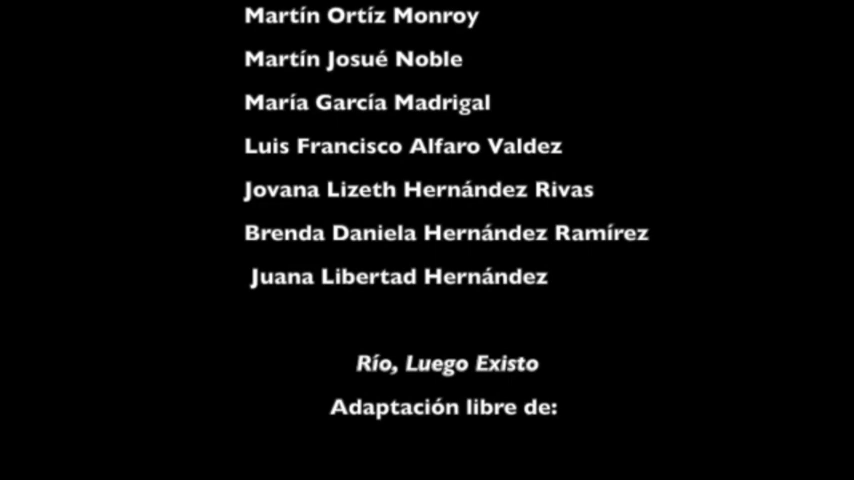 Martín Ortíz Monroy
Martín Josué Noble
María García Madrigal
Luis Francisco Alfaro Valdez
Jovana Lizeth Hernández Rivas
Brenda Daniela Hernández Ramírez
Juana Libertad Hernández
Río, Luego Existo
Adaptación libre de: